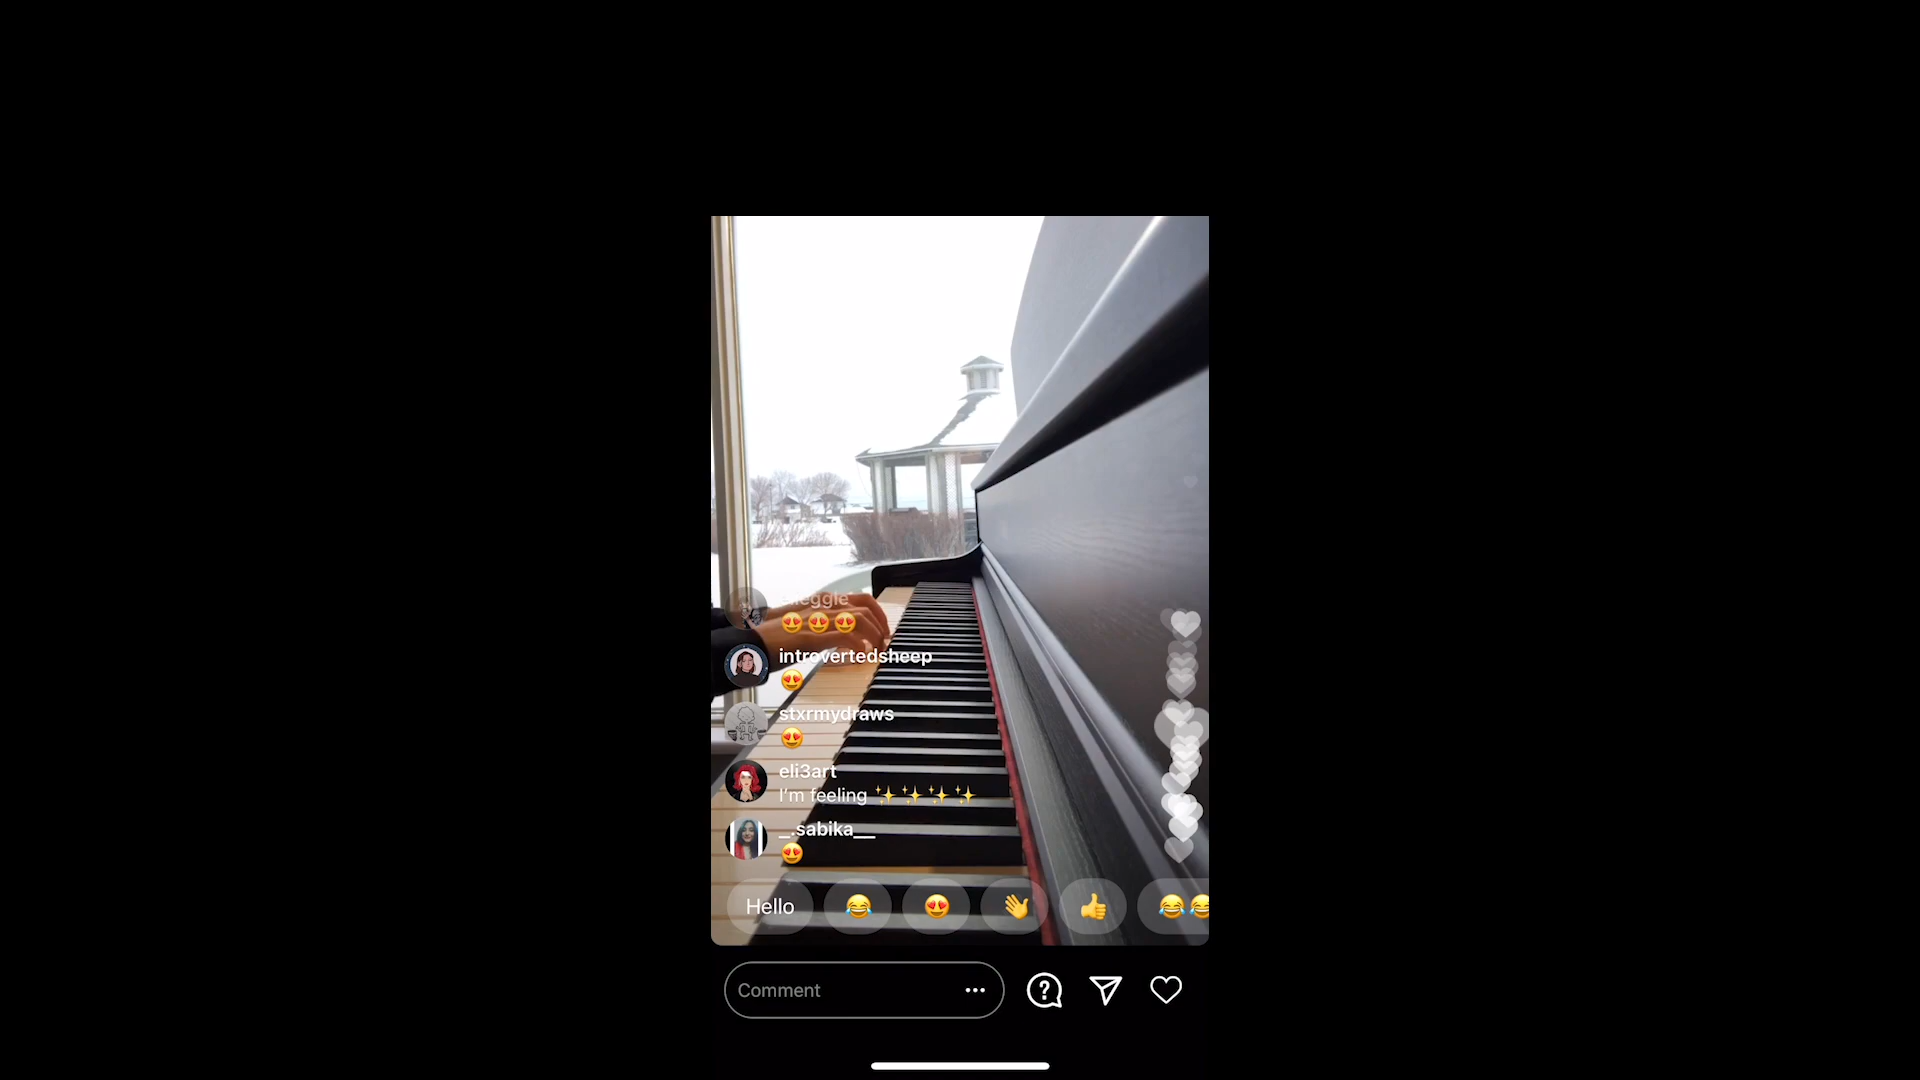 😍😍😍
introvertedsheep
😍
stxrmydraws
😍
eli3art
I'm feeling ✨✨✨✨
_.sabika__
😍
Hello 😂 😍 👋 👍 😂😂
Comment